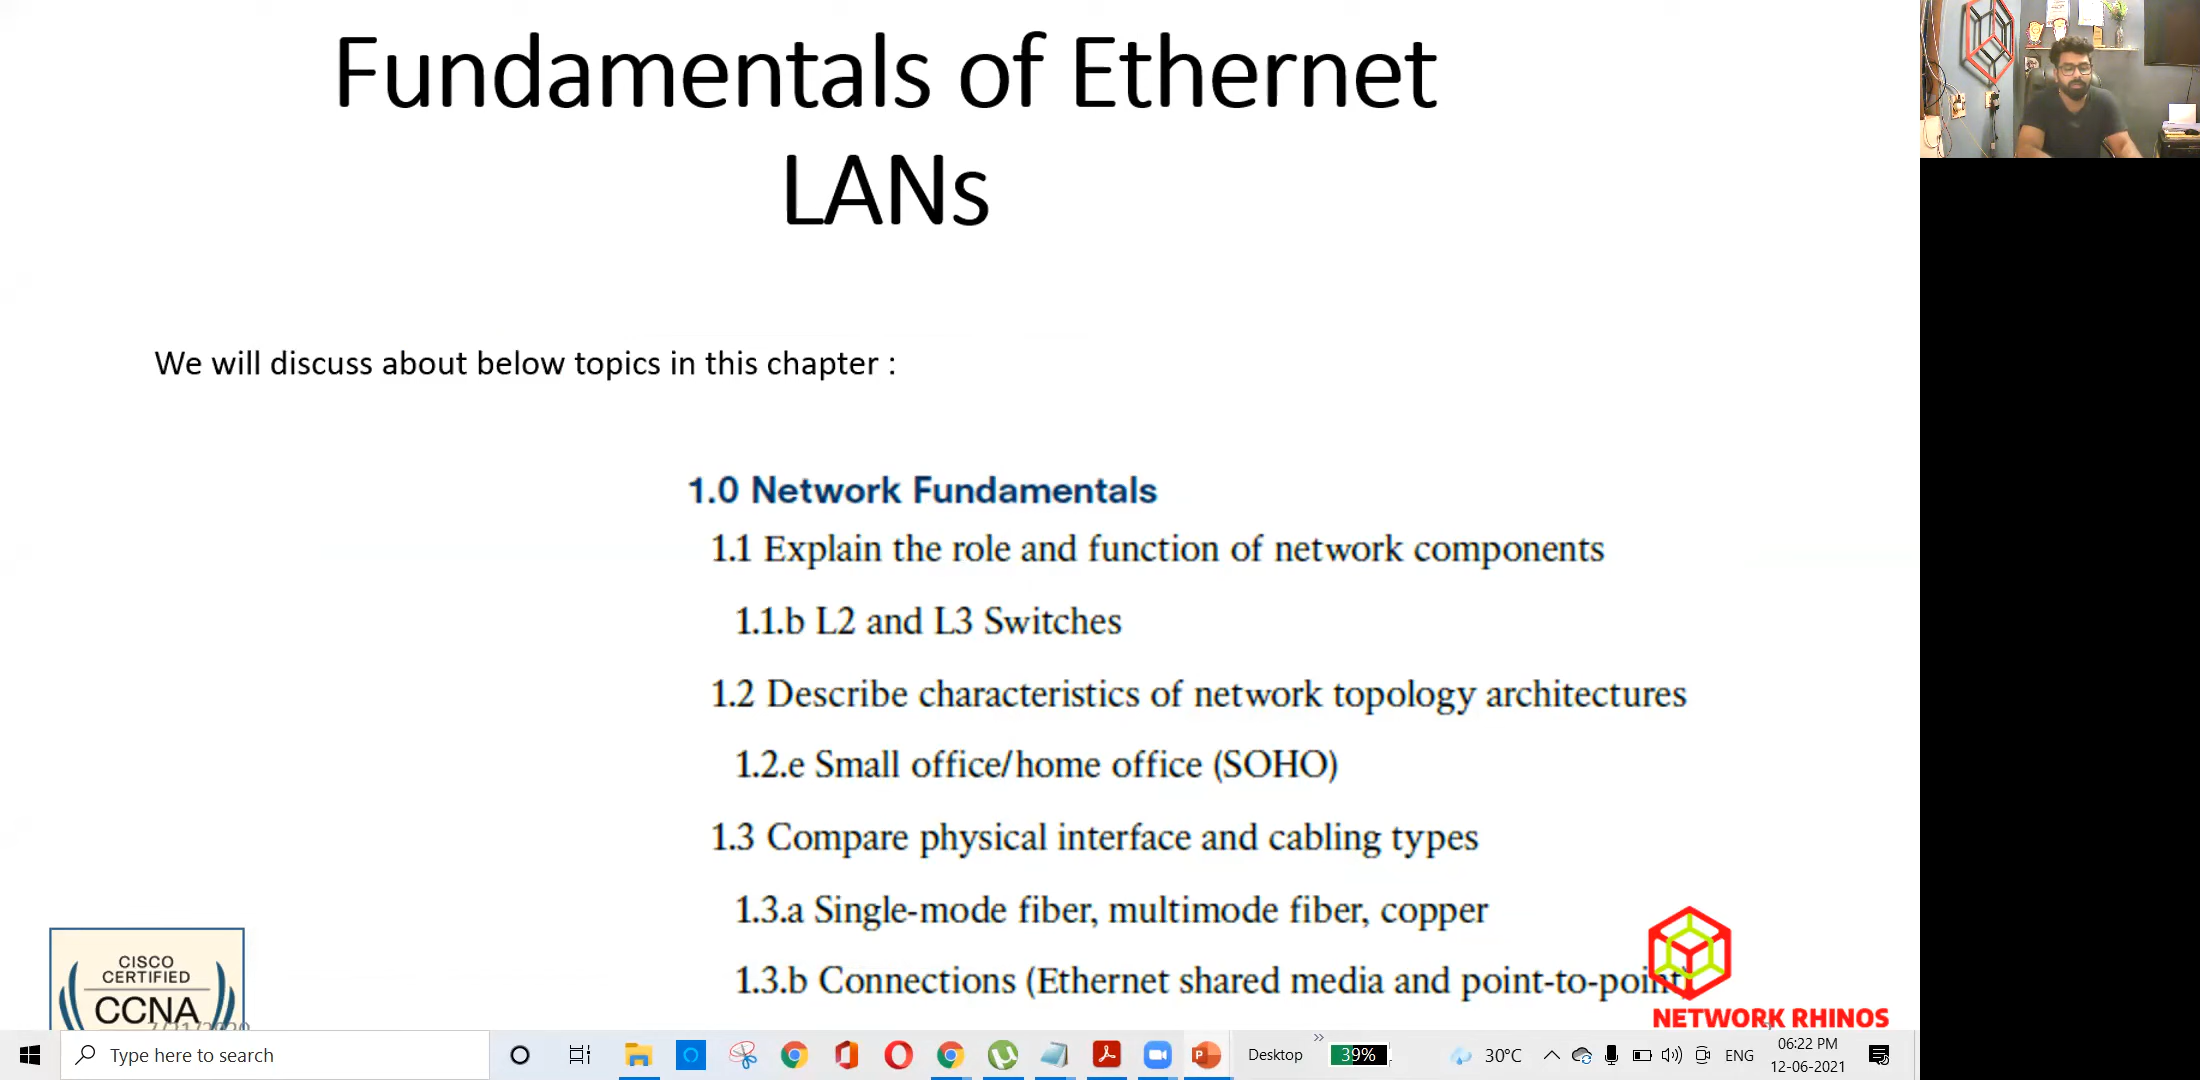 Fundamentals of Ethernet
LANs
We will discuss about below topics in this chapter :
1.0 Network Fundamentals
1.1 Explain the role and function of network components
1.1.b L2 and L3 Switches
1.2 Describe characteristics of network topology architectures
1.2.e Small office/home office (SOHO)
1.3 Compare physical interface and cabling types
1.3.a Single-mode fiber, multimode fiber, copper
1.3.b Connections (Ethernet shared media and point-to-point)
CISCO
CERTIFIED
CCNA
7/21/2020
NETWORK RHINOS
Type here to search
Desktop
39%
30°C
ENG
06:22 PM
12-06-2021